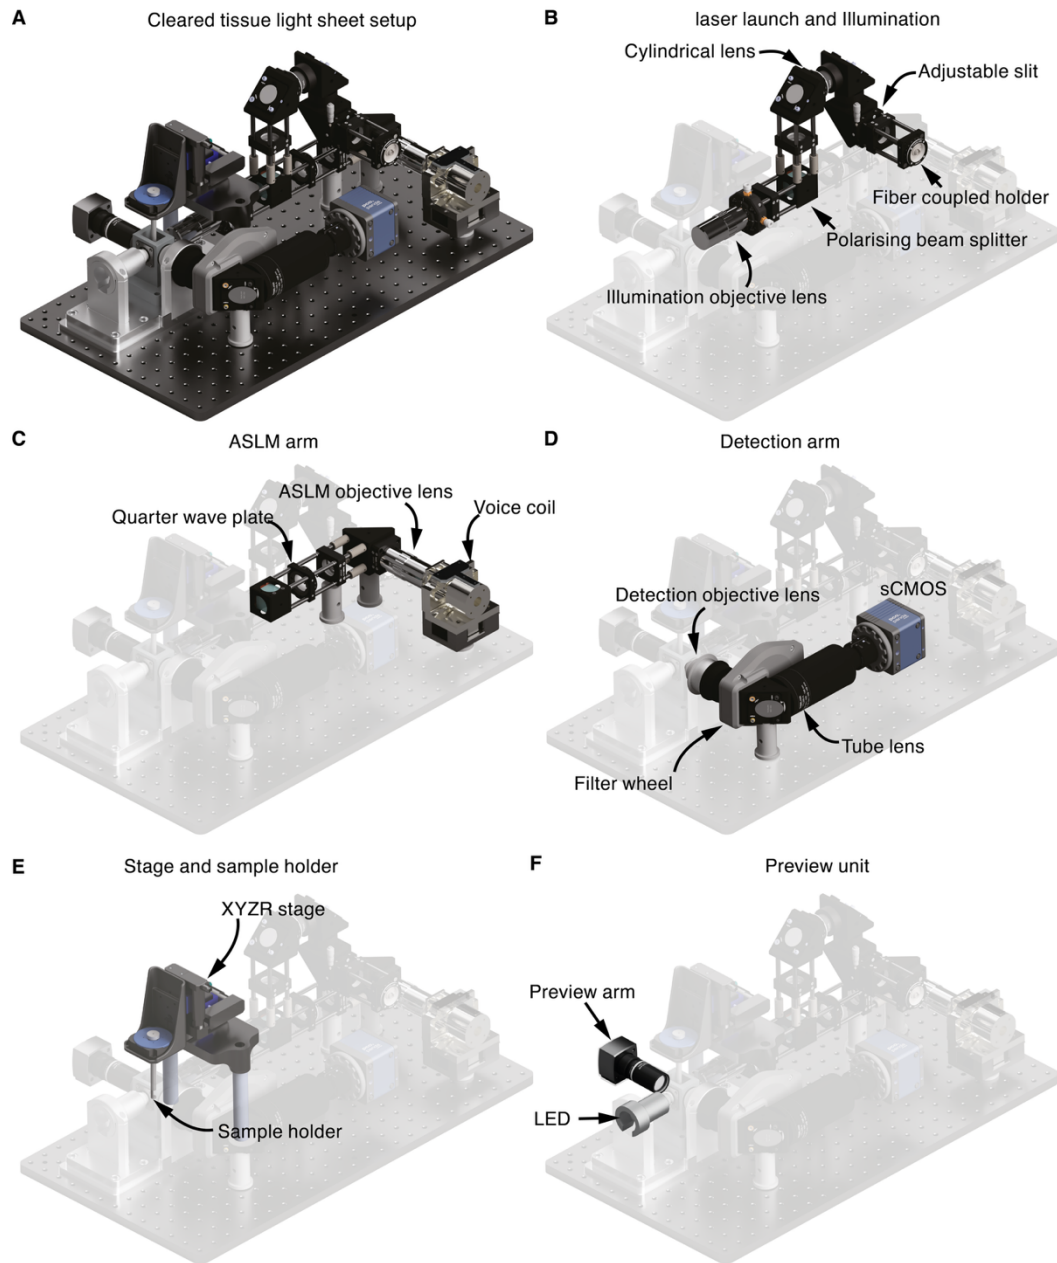 A
Cleared tissue light sheet setup
B
laser launch and Illumination
Cylindrical lens
Adjustable slit
Fiber coupled holder
Polarising beam splitter
Illumination objective lens
C
ASLM arm
ASLM objective lens
Voice coil
Quarter wave plate
D
Detection arm
sCMOS
Detection objective lens
Tube lens
Filter wheel
E
Stage and sample holder
XYZR stage
Sample holder
F
Preview unit
Preview arm
LED